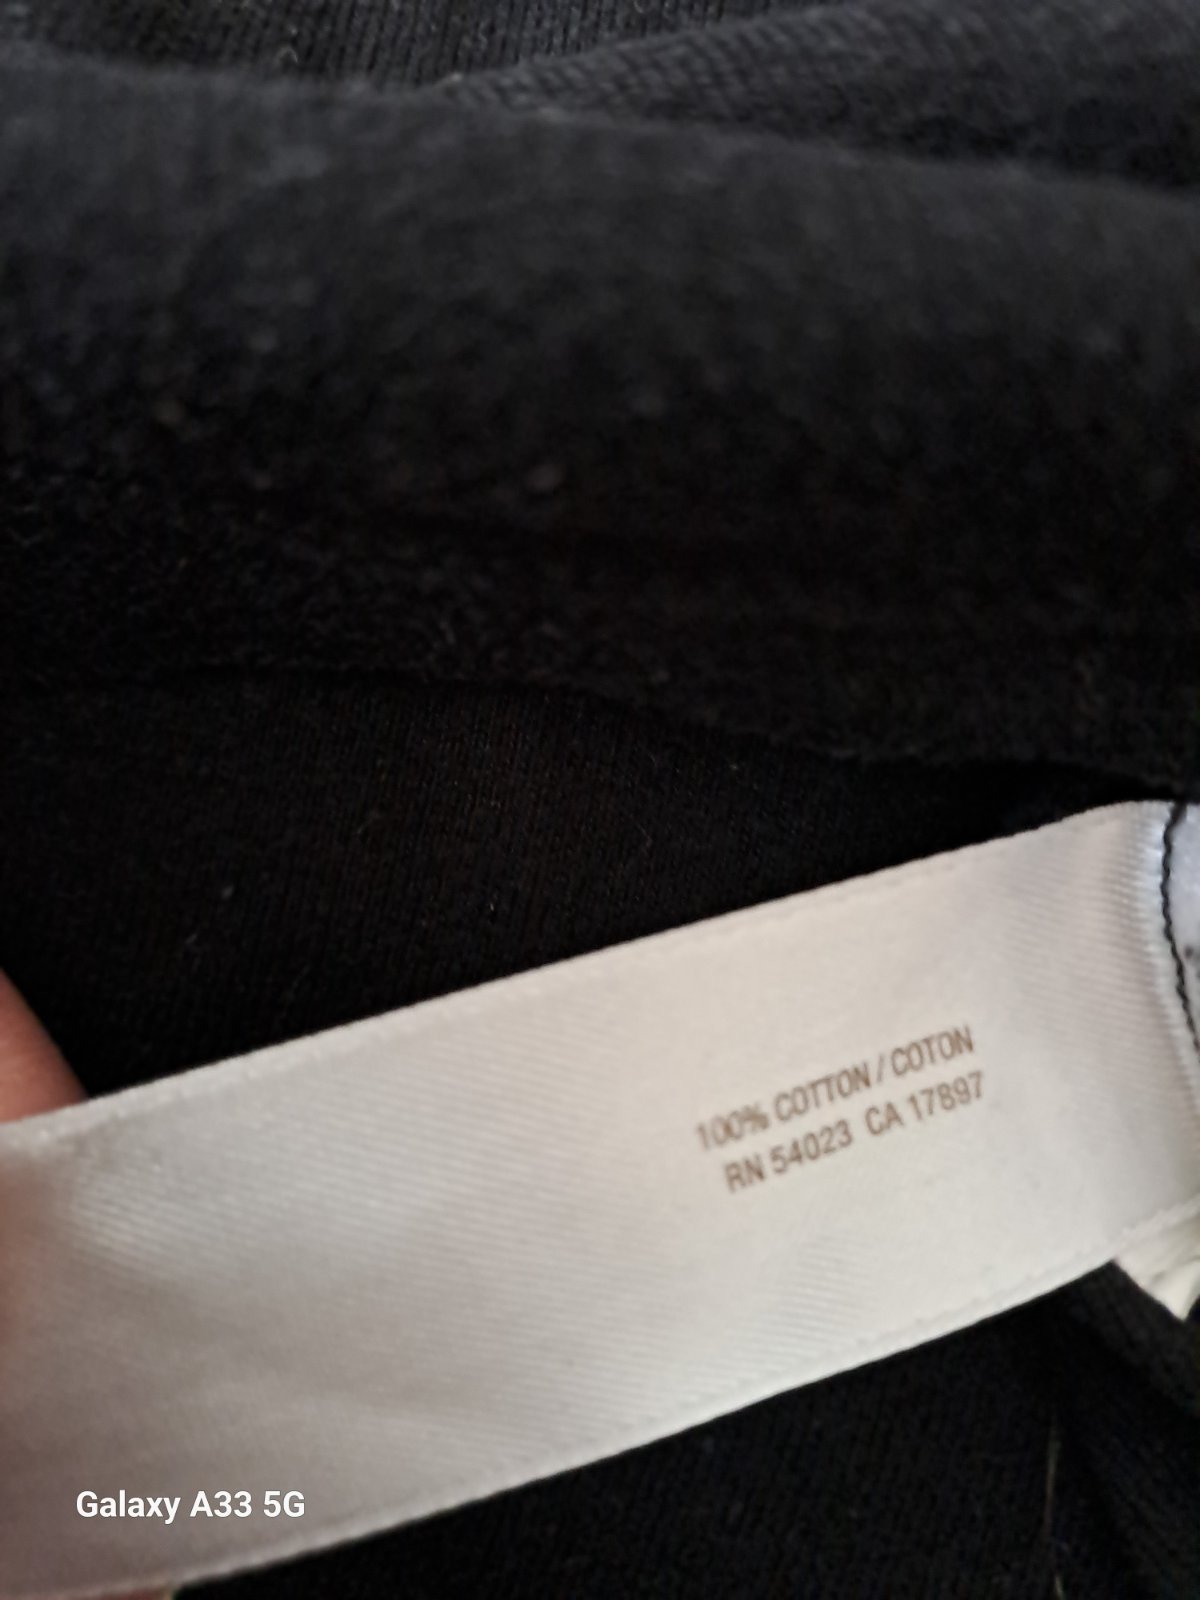 100% COTTON / COTON
RN 54023 CA 17897
Galaxy A33 5G